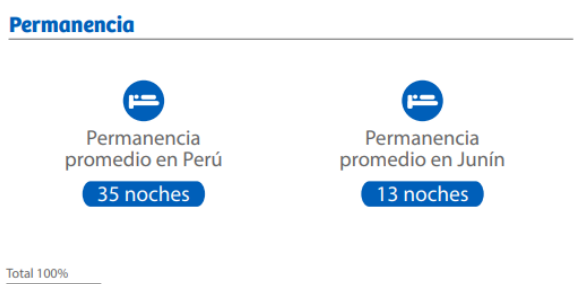 Permanencia
Permanencia
promedio en Perú
35 noches
Permanencia
promedio en Junín
13 noches
Total 100%